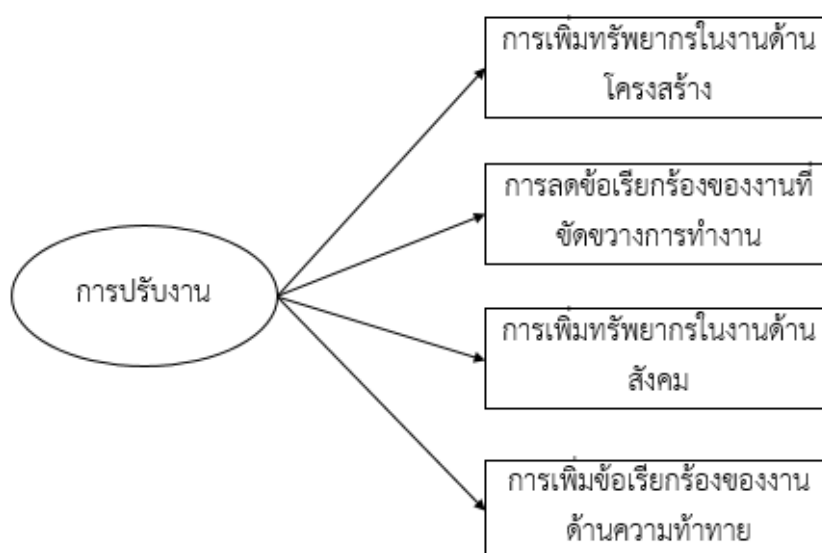 การเพิ่มทรัพยากรในงานด้าน
โครงสร้าง
การลดข้อเรียกร้องของงานที่
ขัดขวางการทำงาน
การปรับงาน
การเพิ่มทรัพยากรในงานด้าน
สังคม
การเพิ่มข้อเรียกร้องของงาน
ด้านความท้าทาย